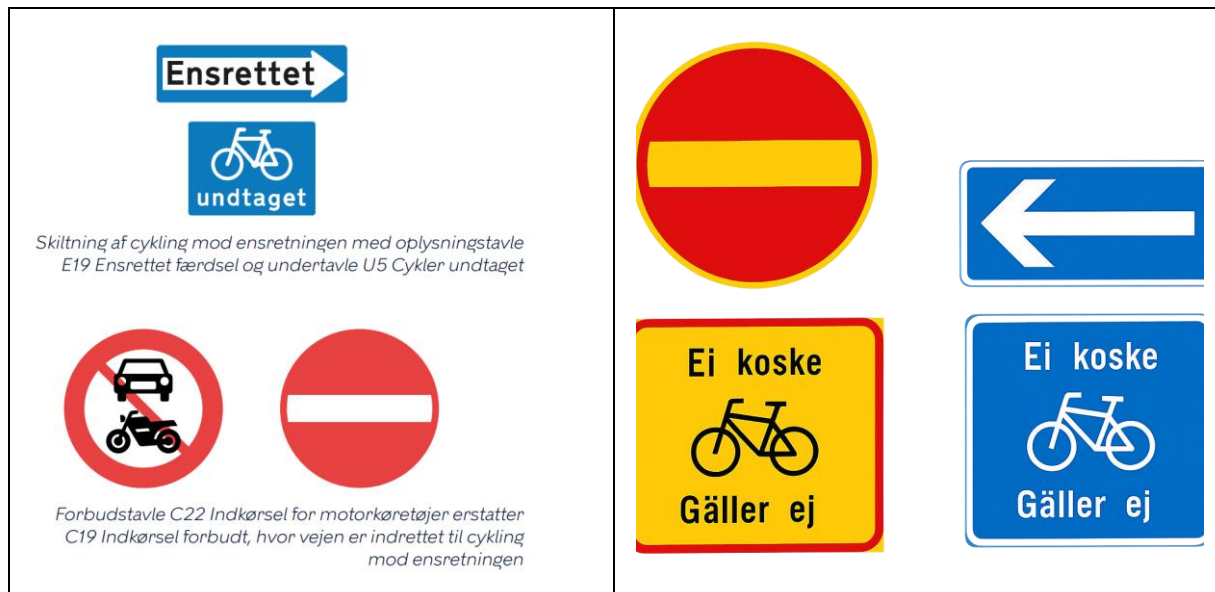 Ensrettet
undtaget
Skiltning af cykling mod ensretningen med oplysningstavle
E19 Ensrettet færdsel og undertavle U5 Cykler undtaget
Forbudstavle C22 Indkørsel for motorkøretøjer erstatter
C19 Indkørsel forbudt, hvor vejen er indrettet til cykling
mod ensretningen
Ei koske
Gäller ej
Ei koske
Gäller ej